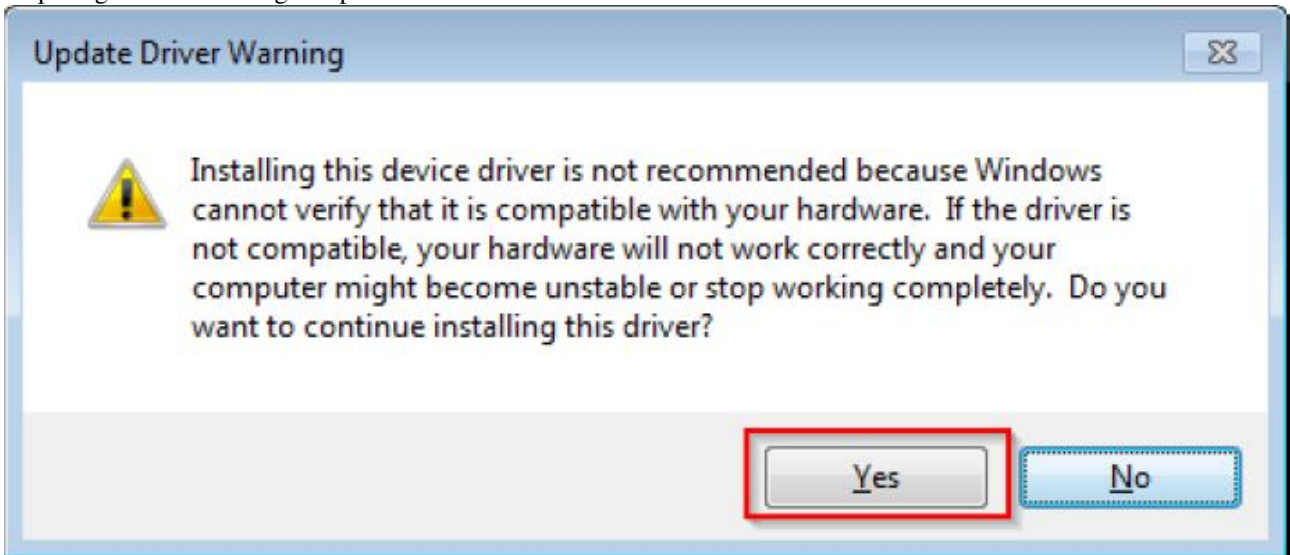 Update Driver Warning
Installing this device driver is not recommended because Windows
cannot verify that it is compatible with your hardware.  If the driver is
not compatible, your hardware will not work correctly and your
computer might become unstable or stop working completely.  Do you
want to continue installing this driver?
Yes
No